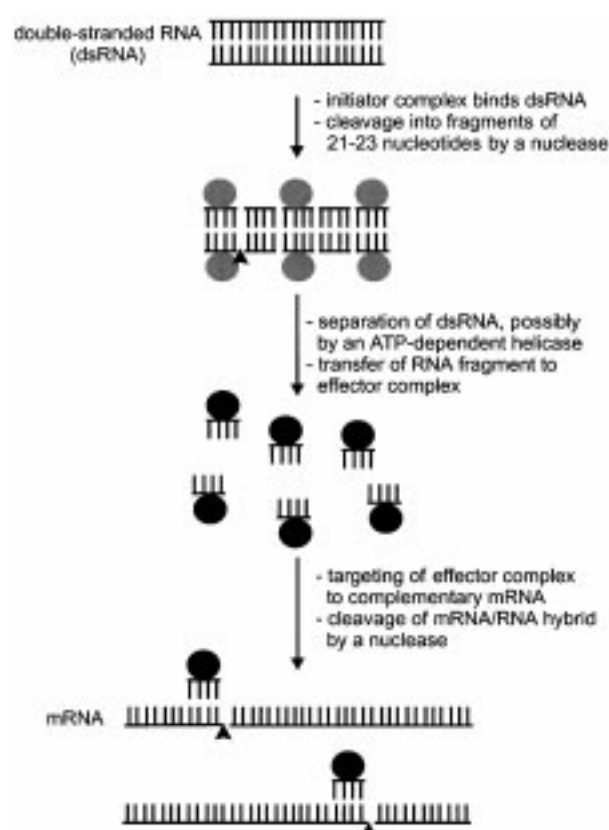 double-stranded RNA
(dsRNA)
- initiator complex binds dsRNA
- cleavage into fragments of
21-23 nucleotides by a nuclease
- separation of dsRNA, possibly
by an ATP-dependent helicase
- transfer of RNA fragment to
effector complex
- targeting of effector complex
to complementary mRNA
- cleavage of mRNA/RNA hybrid
by a nuclease
mRNA